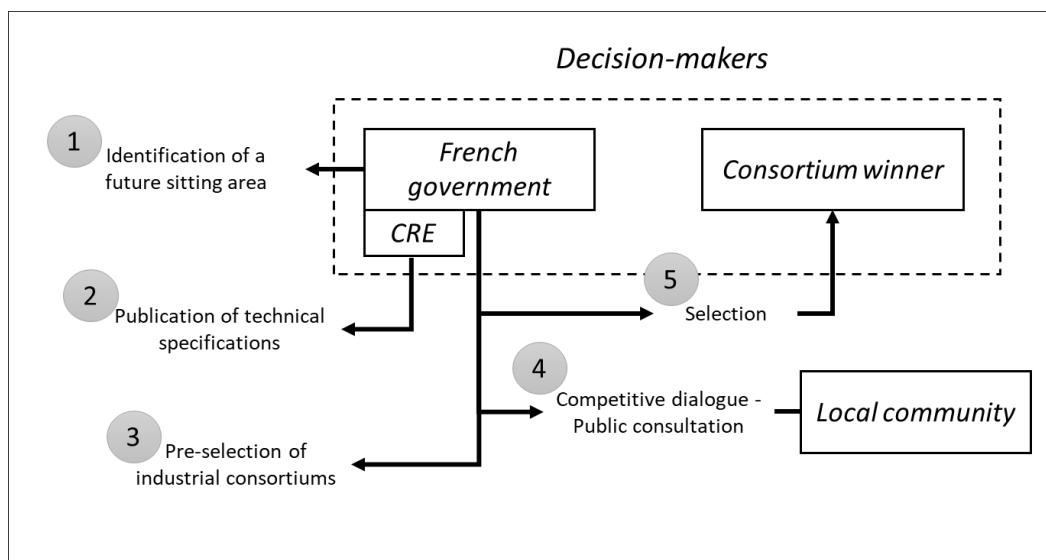 Decision-makers
1
Identification of a
future sitting area
French
government
Consortium winner
CRE
2
Publication of technical
specifications
5
Selection
4
Competitive dialogue -
Public consultation
Local community
3
Pre-selection of
industrial consortiums